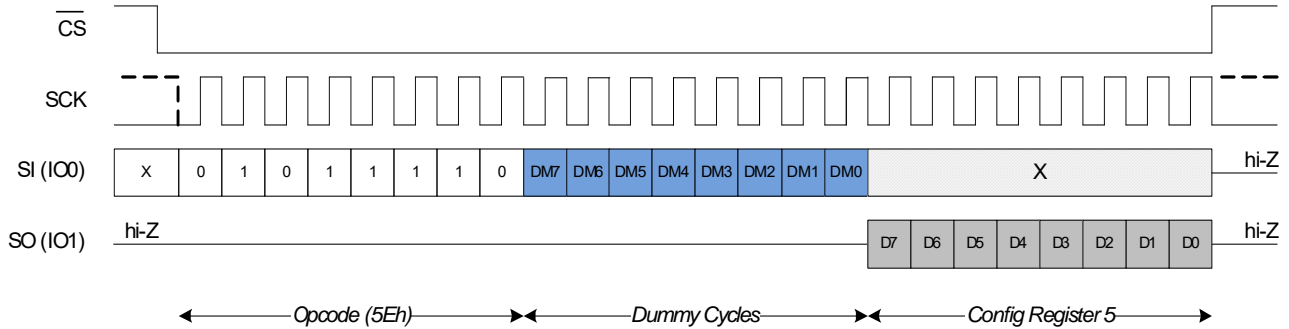 CS
SCK
SI (IO0) X 0 1 0 1 1 1 1 0 DM7 DM6 DM5 DM4 DM3 DM2 DM1 DM0 X hi-Z
SO (IO1) hi-Z D7 D6 D5 D4 D3 D2 D1 D0 hi-Z
Opcode (5Eh) Dummy Cycles Config Register 5